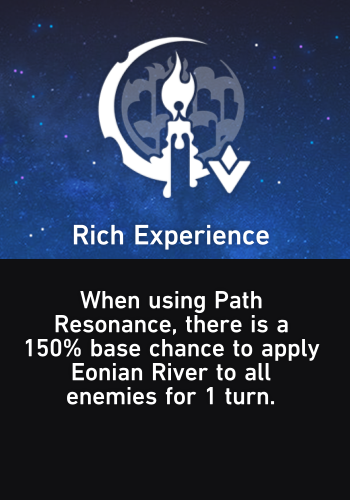 Rich Experience
When using Path
Resonance, there is a
150% base chance to apply
Eonian River to all
enemies for 1 turn.